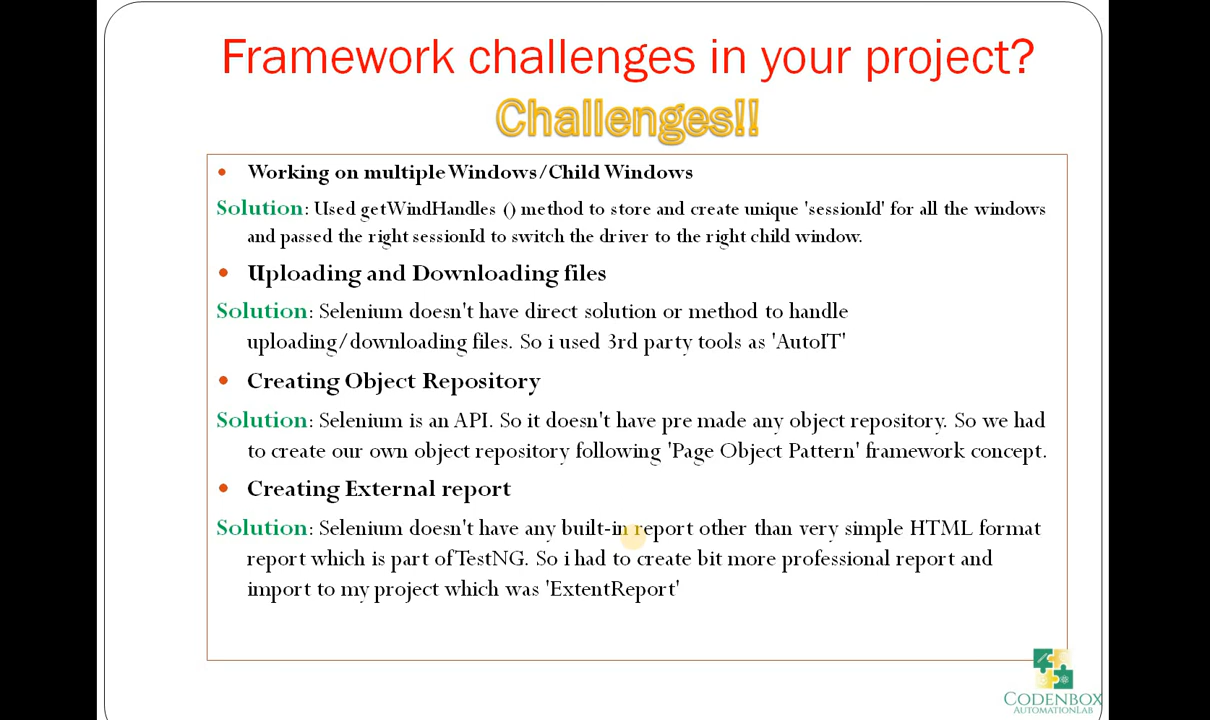 Framework challenges in your project?
Challenges!!
• Working on multiple Windows/Child Windows
Solution: Used getWindHandles () method to store and create unique 'sessionId' for all the windows
and passed the right sessionId to switch the driver to the right child window.
• Uploading and Downloading files
Solution: Selenium doesn't have direct solution or method to handle
uploading/downloading files. So i used 3rd party tools as 'AutoIT'
• Creating Object Repository
Solution: Selenium is an API. So it doesn't have pre made any object repository. So we had
to create our own object repository following 'Page Object Pattern' framework concept.
• Creating External report
Solution: Selenium doesn't have any built-in report other than very simple HTML format
report which is part of TestNG. So i had to create bit more professional report and
import to my project which was 'ExtentReport'
CODENBOX
AUTOMATIONLAB